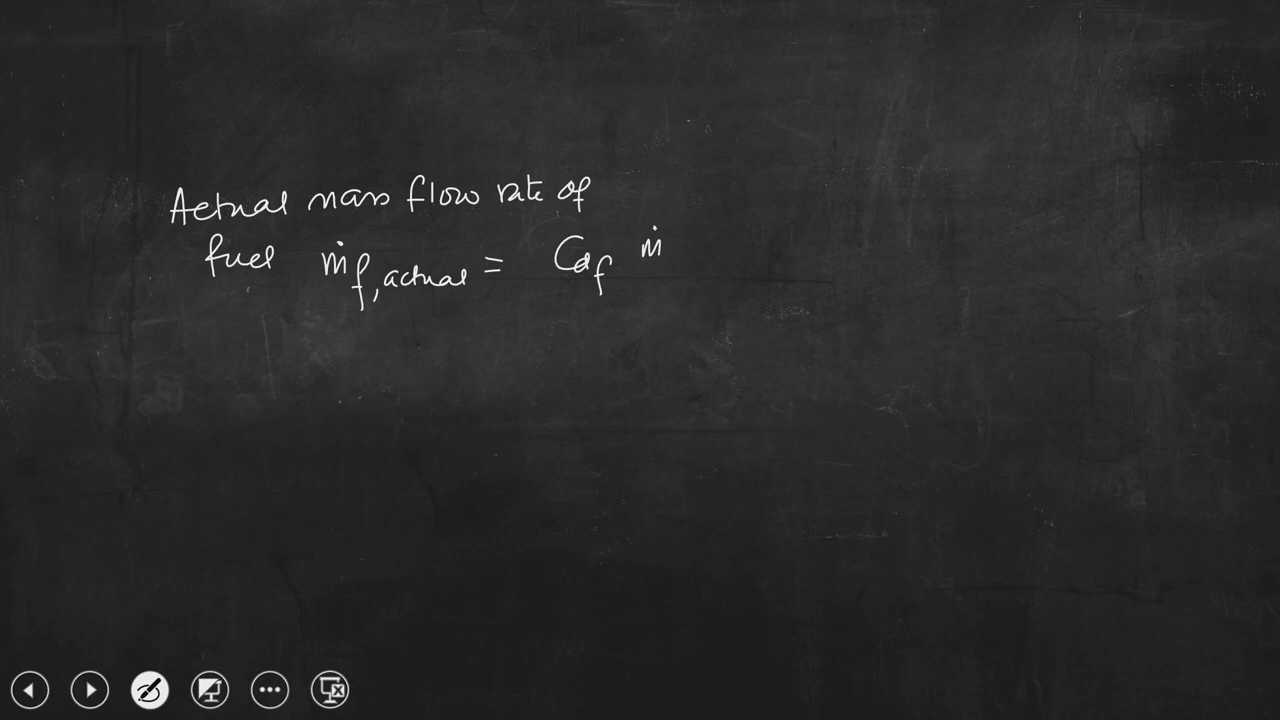 Actual mass flow rate of
fuel ṁf, actual = Cdf ṁ